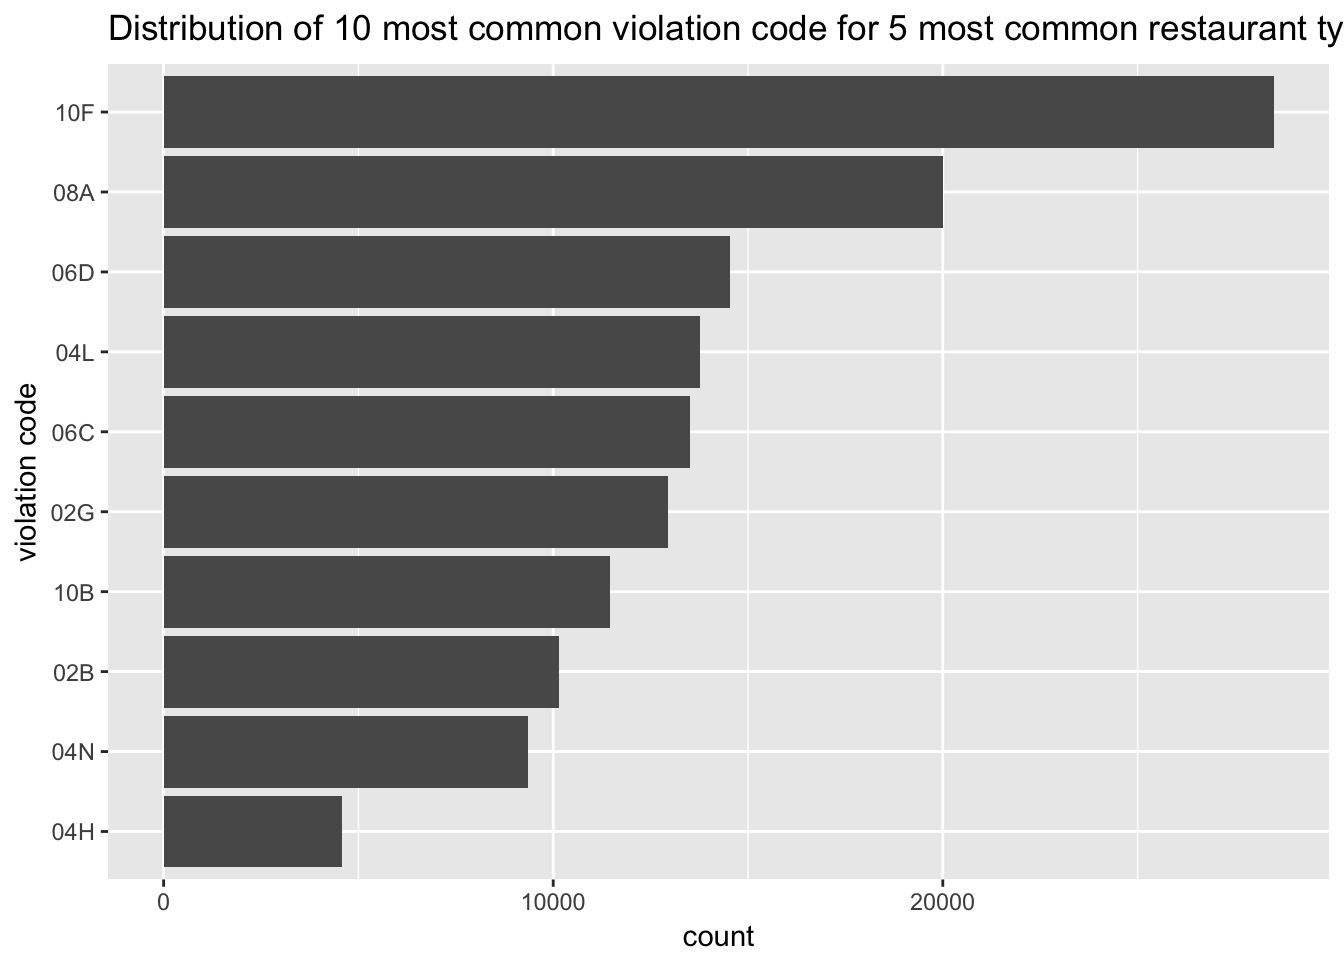 Distribution of 10 most common violation code for 5 most common restaurant ty
10F
08A
06D
04L
06C
02G
10B
02B
04N
04H
violation code
0 10000 20000
count